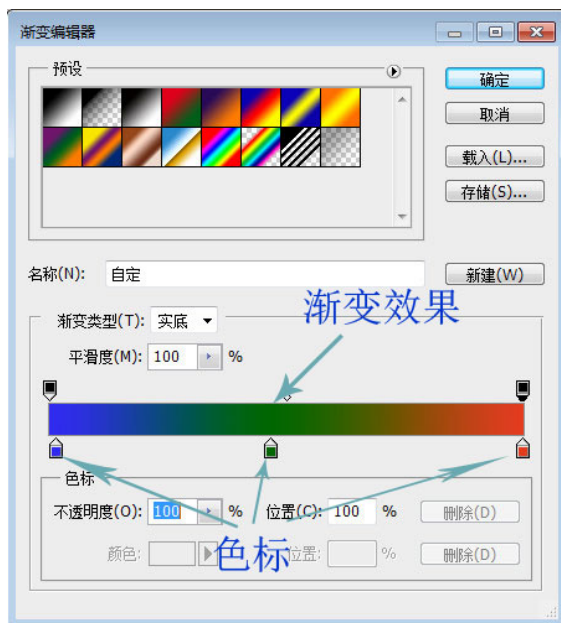 渐变编辑器
预设
确定
取消
载入(L)...
存储(S)...
名称(N): 自定
新建(W)
渐变效果
渐变类型(T): 实底
平滑度(M): 100 %
色标
不透明度(O): 100 % 位置(C): 100 % 删除(D)
颜色: 位置: % 删除(D)
色标